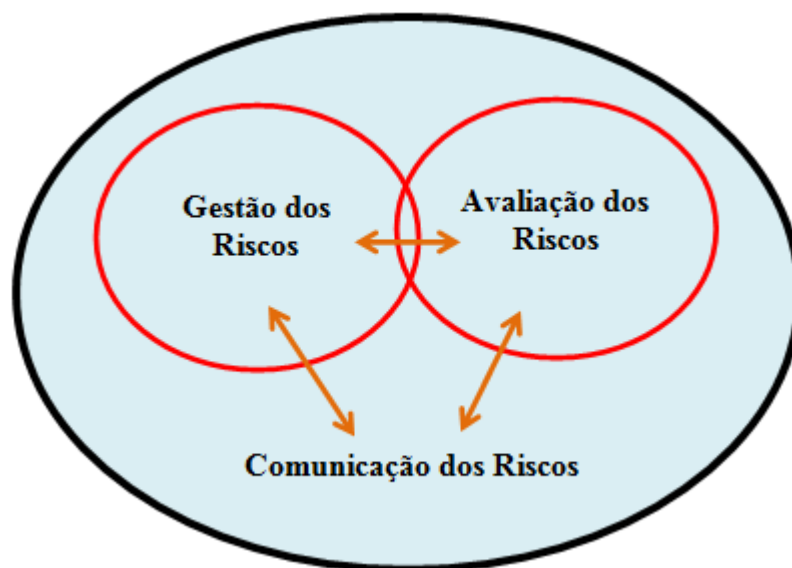 Gestão dos
Riscos
Avaliação dos
Riscos
Comunicação dos Riscos